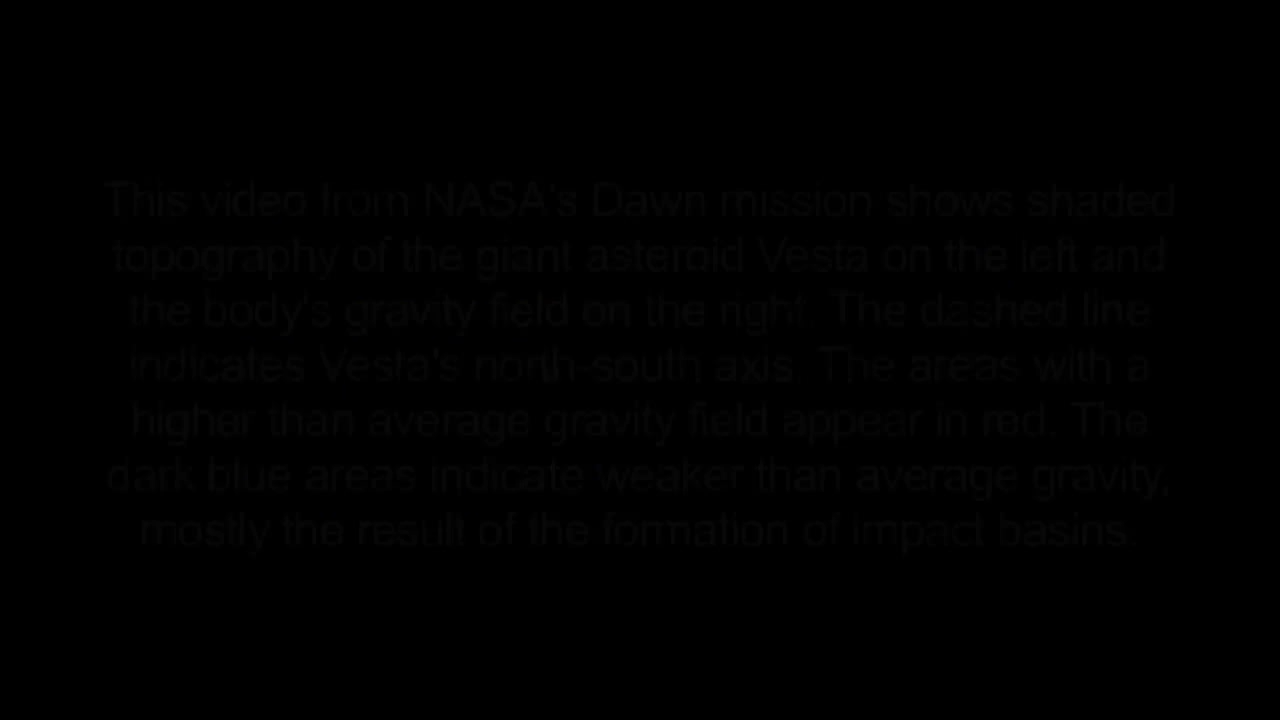 This video from NASA's Dawn mission shows shaded
topography of the giant asteroid Vesta on the left and
the body's gravity field on the right. The dashed line
indicates Vesta's north-south axis. The areas with a
higher than average gravity field appear in red. The
dark blue areas indicate weaker than average gravity,
mostly the result of the formation of impact basins.